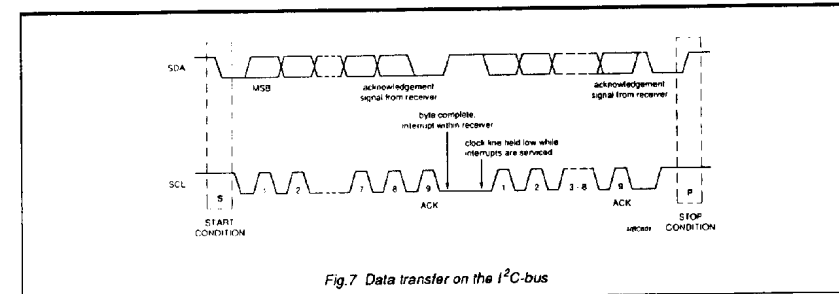 SDA
MSB
acknowledgement
signal from receiver
acknowledgement
signal from receiver
byte complete,
interrupt within receiver
clock line held low while
interrupts are serviced
SCL
S
1
2
7
8
9
1
2
3 - 8
9
P
ACK
ACK
START
CONDITION
STOP
CONDITION
Fig.7 Data transfer on the I²C-bus